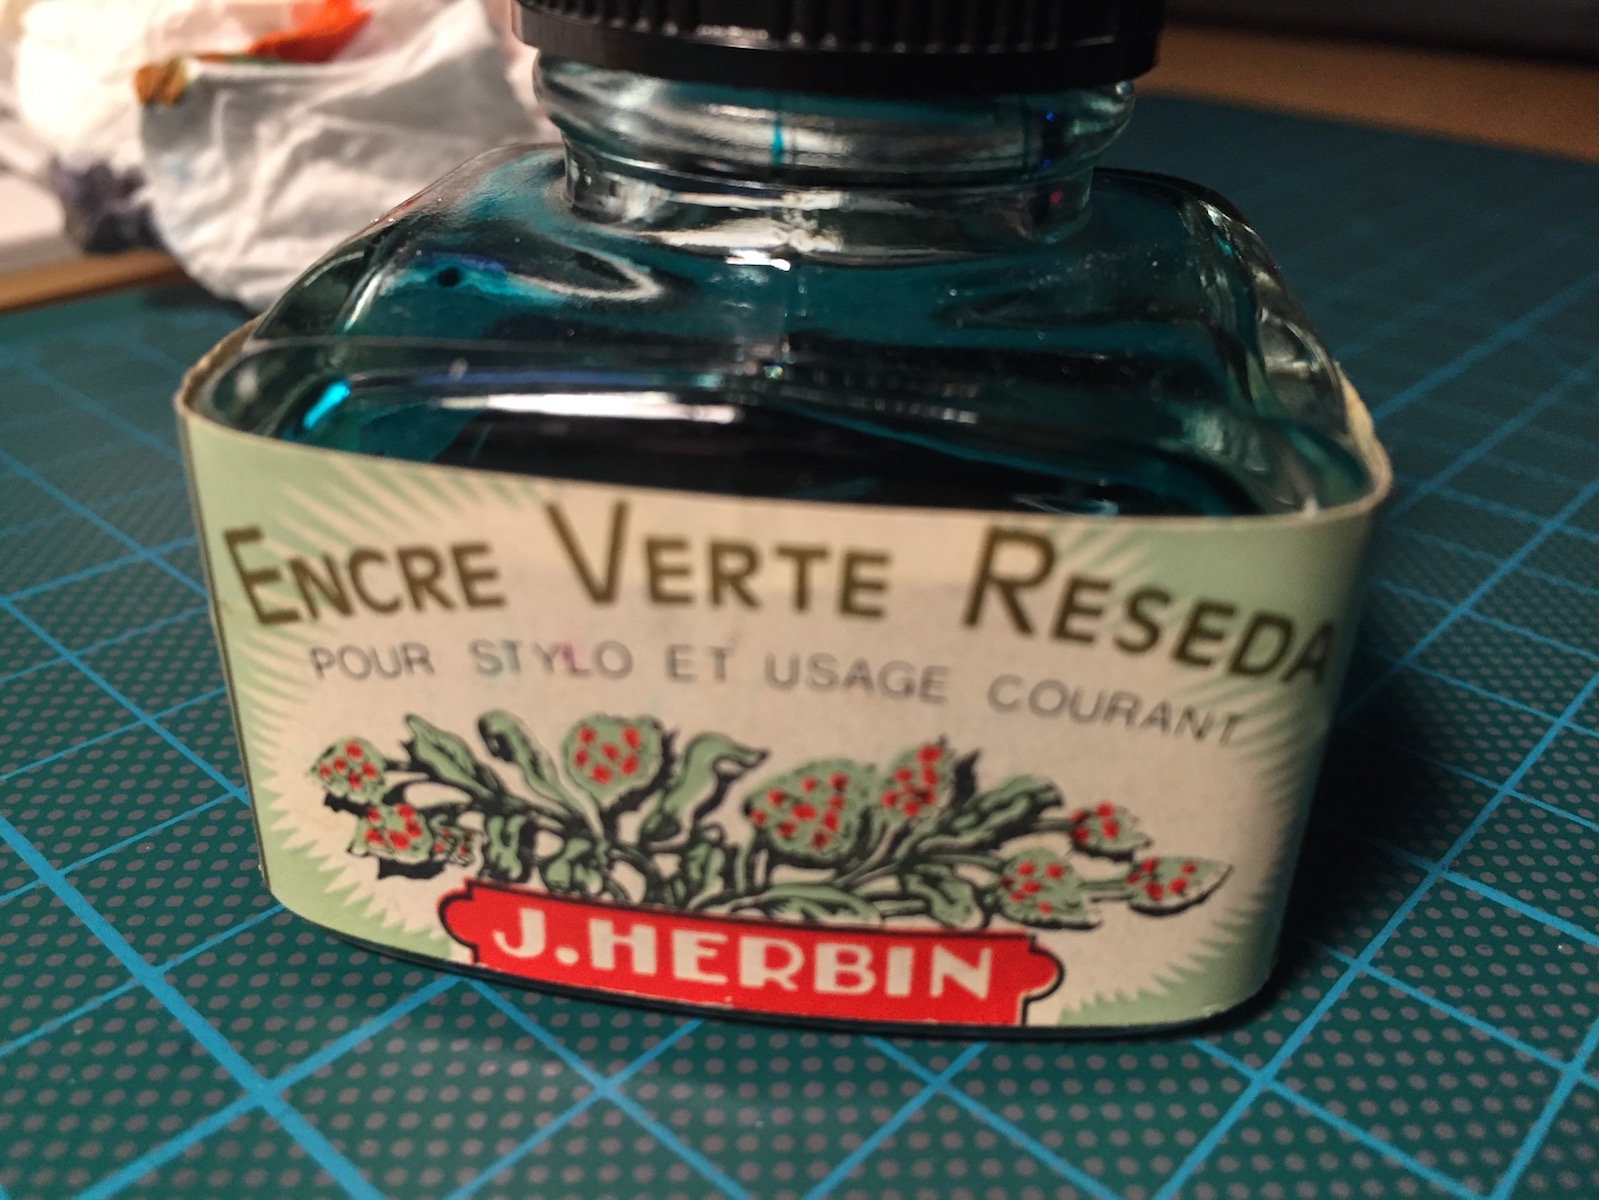 ENCRE VERTE RESEDA
POUR STYLO ET USAGE COURANT
J. HERBIN